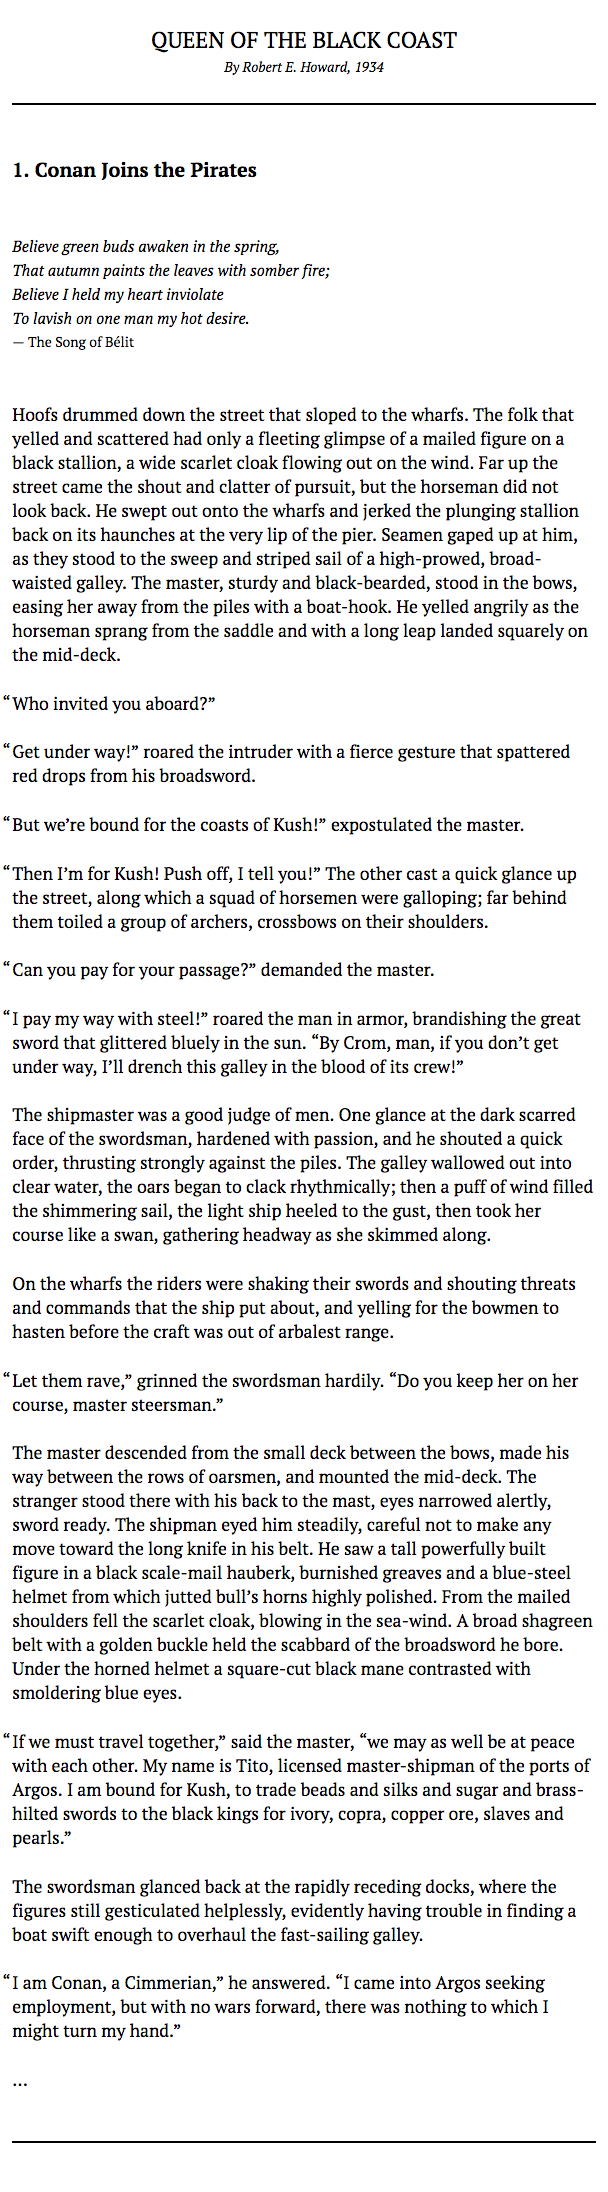 QUEEN OF THE BLACK COAST
By Robert E. Howard, 1934
1. Conan Joins the Pirates
Believe green buds awaken in the spring,
That autumn paints the leaves with somber fire;
Believe I held my heart inviolate
To lavish on one man my hot desire.
— The Song of Bélit
Hoofs drummed down the street that sloped to the wharfs. The folk that
yelled and scattered had only a fleeting glimpse of a mailed figure on a
black stallion, a wide scarlet cloak flowing out on the wind. Far up the
street came the shout and clatter of pursuit, but the horseman did not
look back. He swept out onto the wharfs and jerked the plunging stallion
back on its haunches at the very lip of the pier. Seamen gaped up at him,
as they stood to the sweep and striped sail of a high-prowed, broad-
waisted galley. The master, sturdy and black-bearded, stood in the bows,
easing her away from the piles with a boat-hook. He yelled angrily as the
horseman sprang from the saddle and with a long leap landed squarely on
the mid-deck.
“Who invited you aboard?”
“Get under way!” roared the intruder with a fierce gesture that spattered
red drops from his broadsword.
“But we’re bound for the coasts of Kush!” expostulated the master.
“Then I’m for Kush! Push off, I tell you!” The other cast a quick glance up
the street, along which a squad of horsemen were galloping; far behind
them toiled a group of archers, crossbows on their shoulders.
“Can you pay for your passage?” demanded the master.
“I pay my way with steel!” roared the man in armor, brandishing the great
sword that glittered bluely in the sun. “By Crom, man, if you don’t get
under way, I’ll drench this galley in the blood of its crew!”
The shipmaster was a good judge of men. One glance at the dark scarred
face of the swordsman, hardened with passion, and he shouted a quick
order, thrusting strongly against the piles. The galley wallowed out into
clear water, the oars began to clack rhythmically; then a puff of wind filled
the shimmering sail, the light ship heeled to the gust, then took her
course like a swan, gathering headway as she skimmed along.
On the wharfs the riders were shaking their swords and shouting threats
and commands that the ship put about, and yelling for the bowmen to
hasten before the craft was out of arbalest range.
“Let them rave,” grinned the swordsman hardily. “Do you keep her on her
course, master steersman.”
The master descended from the small deck between the bows, made his
way between the rows of oarsmen, and mounted the mid-deck. The
stranger stood there with his back to the mast, eyes narrowed alertly,
sword ready. The shipman eyed him steadily, careful not to make any
move toward the long knife in his belt. He saw a tall powerfully built
figure in a black scale-mail hauberk, burnished greaves and a blue-steel
helmet from which jutted bull’s horns highly polished. From the mailed
shoulders fell the scarlet cloak, blowing in the sea-wind. A broad shagreen
belt with a golden buckle held the scabbard of the broadsword he bore.
Under the horned helmet a square-cut black mane contrasted with
smoldering blue eyes.
“If we must travel together,” said the master, “we may as well be at peace
with each other. My name is Tito, licensed master-shipman of the ports of
Argos. I am bound for Kush, to trade beads and silks and sugar and brass-
hilted swords to the black kings for ivory, copra, copper ore, slaves and
pearls.”
The swordsman glanced back at the rapidly receding docks, where the
figures still gesticulated helplessly, evidently having trouble in finding a
boat swift enough to overhaul the fast-sailing galley.
“I am Conan, a Cimmerian,” he answered. “I came into Argos seeking
employment, but with no wars forward, there was nothing to which I
might turn my hand.”
…